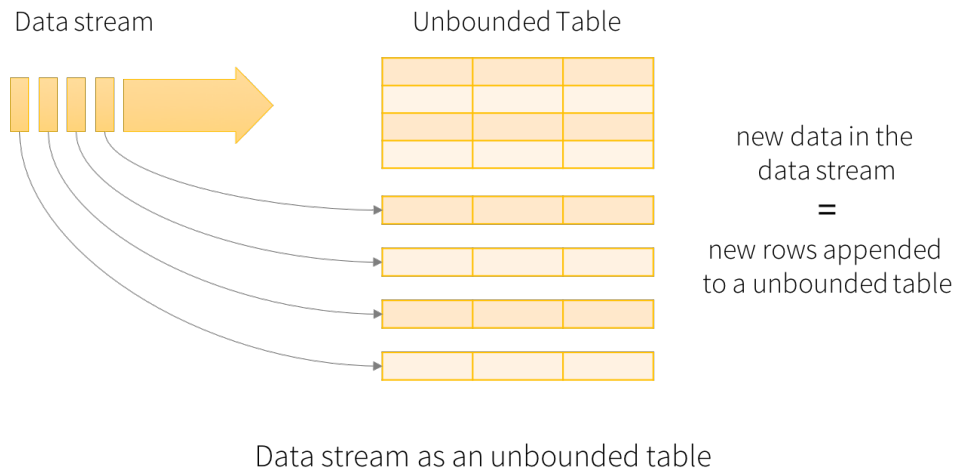 Data stream
Unbounded Table
new data in the
data stream
=
new rows appended
to a unbounded table
Data stream as an unbounded table